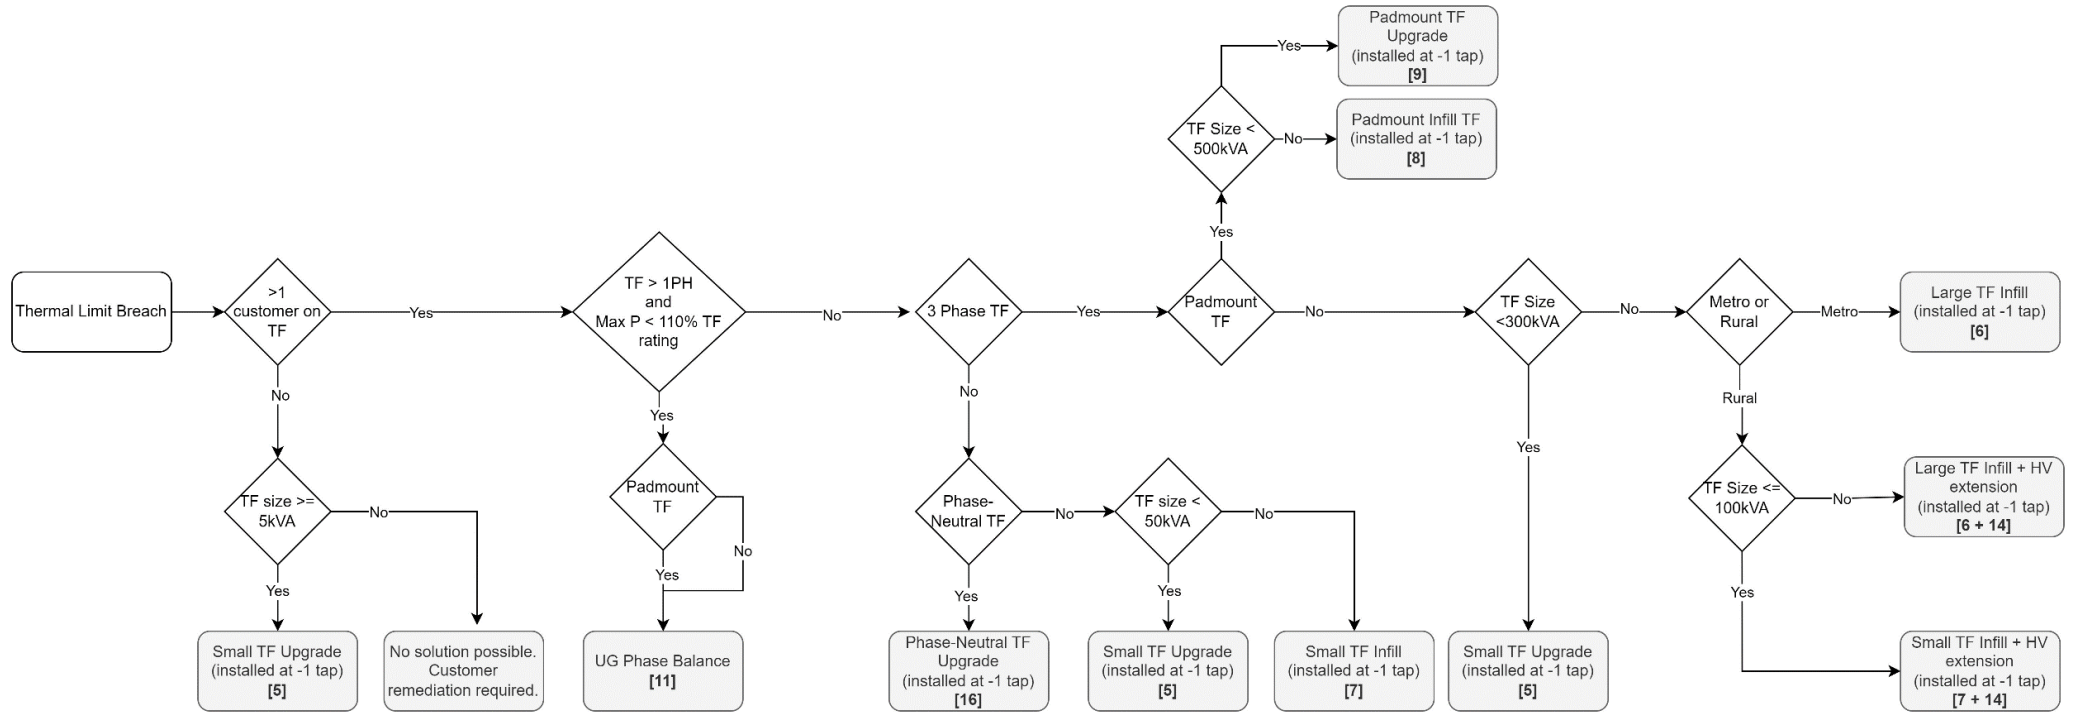 Padmount TF
Upgrade
(installed at -1 tap)
[9]
Yes
TF Size <
500kVA
No
Padmount Infill TF
(installed at -1 tap)
[8]
Yes
Thermal Limit Breach
>1
customer on
TF
Yes
TF > 1PH
and
Max P < 110% TF
rating
No
3 Phase TF
Yes
Padmount
TF
No
TF Size
<300kVA
No
Metro or
Rural
Metro
Large TF Infill
(installed at -1 tap)
[6]
No
Yes
No
Yes
Rural
TF size >=
5kVA
No
Padmount
TF
No
Yes
Phase-
Neutral TF
No
TF size <
50kVA
No
TF Size <=
100kVA
No
Large TF Infill + HV
extension
(installed at -1 tap)
[6 + 14]
Yes
Yes
Yes
Yes
Small TF Upgrade
(installed at -1 tap)
[5]
No solution possible.
Customer
remediation required.
UG Phase Balance
[11]
Phase-Neutral TF
Upgrade
(installed at -1 tap)
[16]
Small TF Upgrade
(installed at -1 tap)
[5]
Small TF Infill
(installed at -1 tap)
[7]
Small TF Upgrade
(installed at -1 tap)
[5]
Small TF Infill + HV
extension
(installed at -1 tap)
[7 + 14]